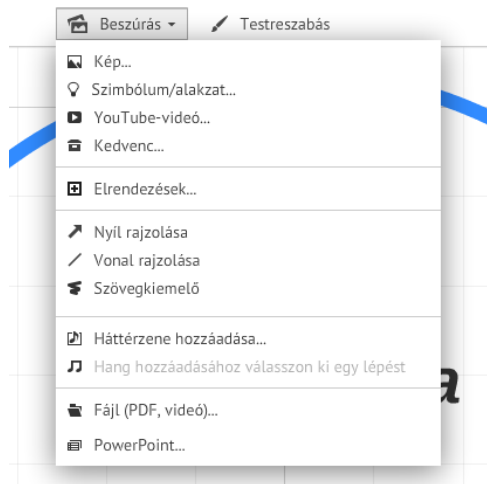 Beszúrás
Testreszabás
Kép...
Szimbólum/alakzat...
YouTube-videó...
Kedvenc...
Elrendezések...
Nyíl rajzolása
Vonal rajzolása
Szövegkiemelő
Háttérzene hozzáadása...
Hang hozzáadásához válasszon ki egy lépést
a
Fájl (PDF, videó)...
PowerPoint...